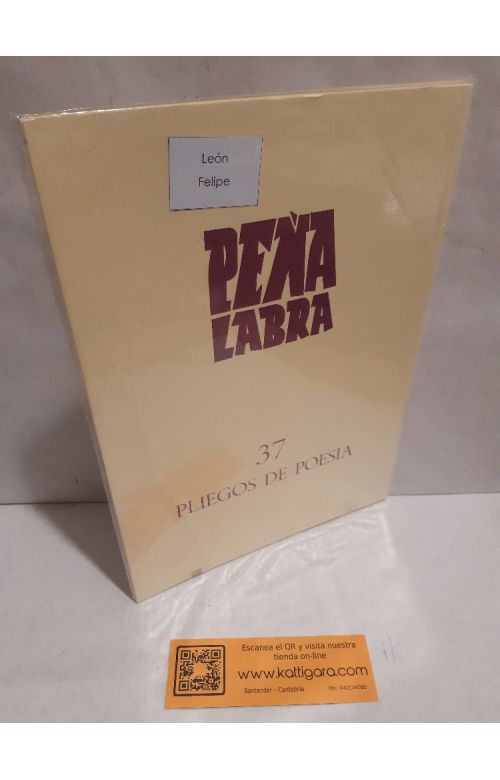 León
Felipe
PEÑA
LABRA
37
PLIEGOS DE POESIA
Escanea el QR y visita nuestra
tienda on-line
www.kattigara.com
Santander - Cantabria